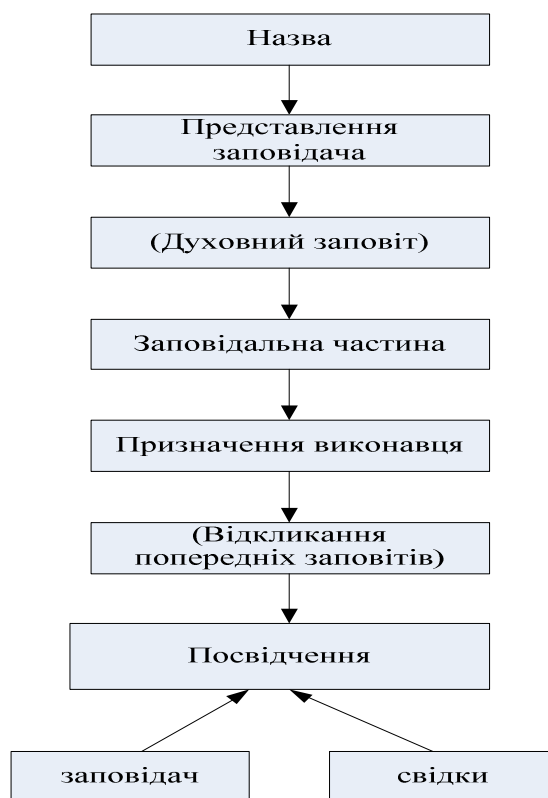 Назва
Представлення
заповідача
(Духовний заповіт)
Заповідальна частина
Призначення виконавця
(Відкликання
попередніх заповітів)
Посвідчення
заповідач
свідки